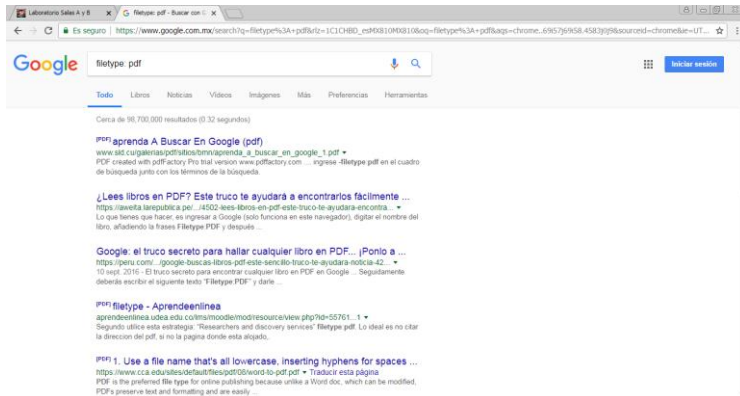 Laboratorio Salas A y B
filetype: pdf - Buscar con G
Es seguro
https://www.google.com.mx/search?q=filetype%3A+pdf&rlz=1C1CHBD_esMX810MX810&oq=filetype%3A+pdf&aqs=chrome..69i57j69i58.4583j0j9&sourceid=chrome&ie=UT...
Google
filetype: pdf
Iniciar sesión
Todo Libros Noticias Vídeos Imágenes Más Preferencias Herramientas
Cerca de 98,700,000 resultados (0.32 segundos)
[PDF] aprenda A Buscar En Google (pdf)
www.sld.cu/galerias/pdf/sitios/bmn/aprenda_a_buscar_en_google_1.pdf
PDF created with pdfFactory Pro trial version www.pdffactory.com ... ingrese -filetype:pdf en el cuadro
de búsqueda junto con los términos de la búsqueda.
¿Lees libros en PDF? Este truco te ayudará a encontrarlos fácilmente ...
https://aweita.larepublica.pe/.../4502-lees-libros-en-pdf-este-truco-te-ayudara-encontra...
Lo que tienes que hacer, es ingresar a Google (solo funciona en este navegador), digitar el nombre del
libro, añadiendo la frases Filetype:PDF y después ...
Google: el truco secreto para hallar cualquier libro en PDF... ¡Ponlo a ...
https://peru.com/.../google-buscas-libros-pdf-este-sencillo-truco-te-ayudara-noticia-42...
10 sept. 2016 - El truco secreto para encontrar cualquier libro en PDF en Google ... Seguidamente
deberás escribir el siguiente texto "Filetype:PDF" y darle ...
[PDF] filetype - Aprendeenlinea
aprendeenlinea.udea.edu.co/lms/moodle/mod/resource/view.php?id=55761...1
Segundo utilice esta estrategia: "Researchers and discovery services" filetype:pdf. Lo ideal es no citar
la direccion del pdf, si no la pagina donde esta alojado,
[PDF] 1. Use a file name that's all lowercase, inserting hyphens for spaces ...
https://www.cca.edu/sites/default/files/pdf/08/word-to-pdf.pdf Traducir esta página
PDF is the preferred file type for online publishing because unlike a Word doc, which can be modified,
PDFs preserve text and formatting and are easily ...